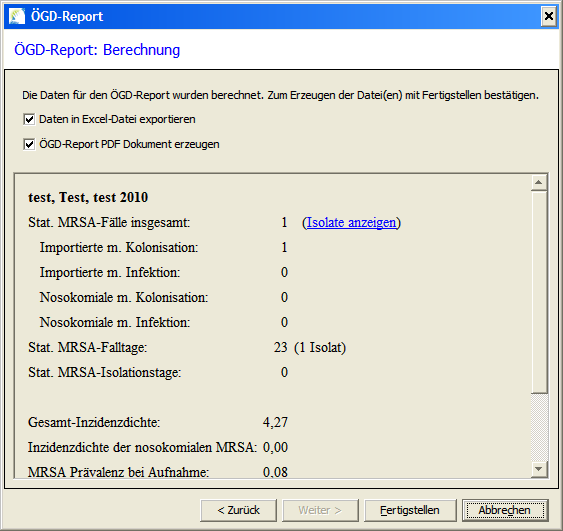 ÖGD-Report
ÖGD-Report: Berechnung
Die Daten für den ÖGD-Report wurden berechnet. Zum Erzeugen der Datei(en) mit Fertigstellen bestätigen.
Daten in Excel-Datei exportieren
ÖGD-Report PDF Dokument erzeugen
test, Test, test 2010
Stat. MRSA-Fälle insgesamt: 1 (Isolate anzeigen)
Importierte m. Kolonisation: 1
Importierte m. Infektion: 0
Nosokomiale m. Kolonisation: 0
Nosokomiale m. Infektion: 0
Stat. MRSA-Falltage: 23 (1 Isolat)
Stat. MRSA-Isolationstage: 0
Gesamt-Inzidenzdichte: 4,27
Inzidenzdichte der nosokomialen MRSA: 0,00
MRSA Prävalenz bei Aufnahme: 0,08
< Zurück Weiter > Fertigstellen Abbrechen